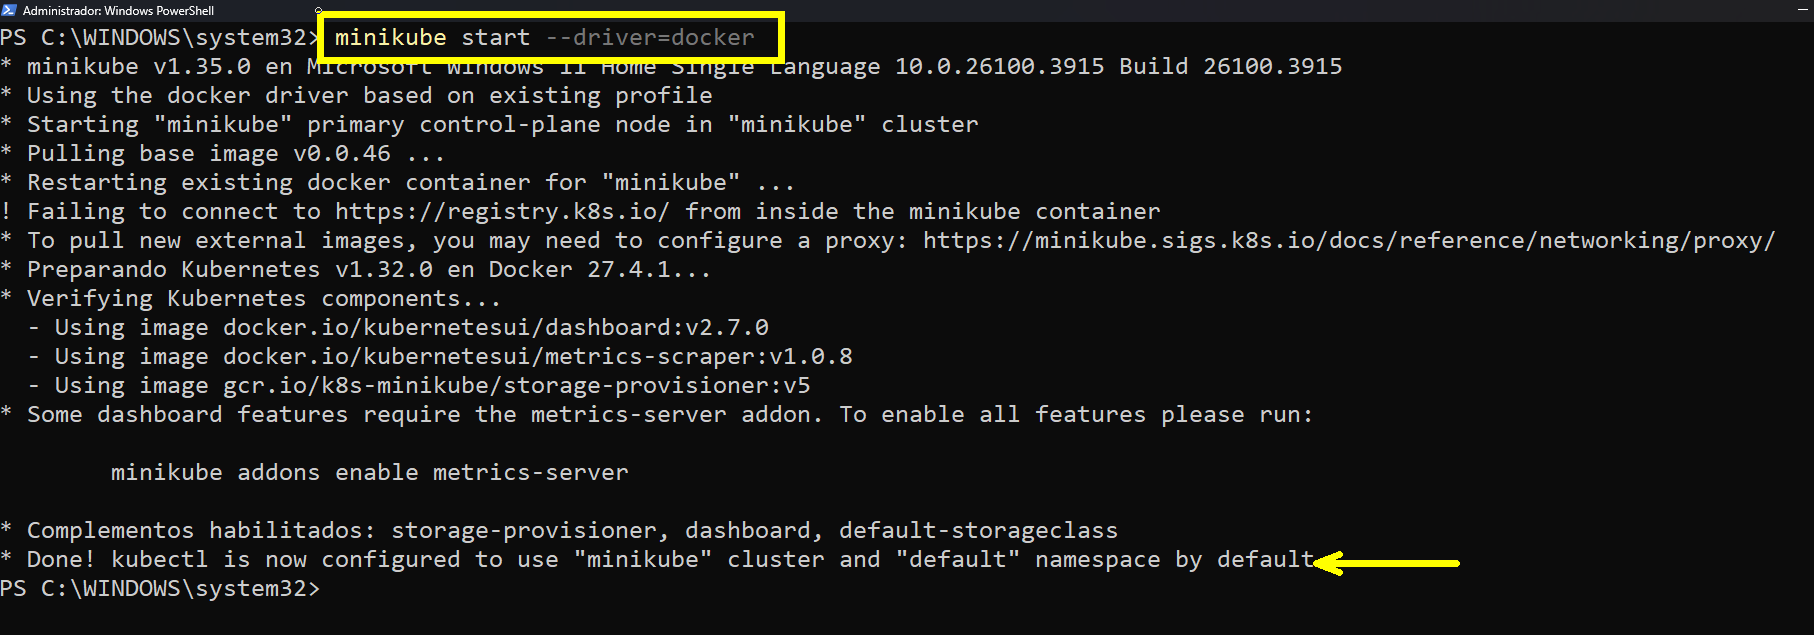 Administrador: Windows PowerShell
PS C:\WINDOWS\system32> minikube start --driver=docker
* minikube v1.35.0 en Microsoft Windows 11 Home Single Language 10.0.26100.3915 Build 26100.3915
* Using the docker driver based on existing profile
* Starting "minikube" primary control-plane node in "minikube" cluster
* Pulling base image v0.0.46 ...
* Restarting existing docker container for "minikube" ...
! Failing to connect to https://registry.k8s.io/ from inside the minikube container
* To pull new external images, you may need to configure a proxy: https://minikube.sigs.k8s.io/docs/reference/networking/proxy/
* Preparando Kubernetes v1.32.0 en Docker 27.4.1...
* Verifying Kubernetes components...
  - Using image docker.io/kubernetesui/dashboard:v2.7.0
  - Using image docker.io/kubernetesui/metrics-scraper:v1.0.8
  - Using image gcr.io/k8s-minikube/storage-provisioner:v5
* Some dashboard features require the metrics-server addon. To enable all features please run:
        minikube addons enable metrics-server
* Complementos habilitados: storage-provisioner, dashboard, default-storageclass
* Done! kubectl is now configured to use "minikube" cluster and "default" namespace by default
PS C:\WINDOWS\system32>